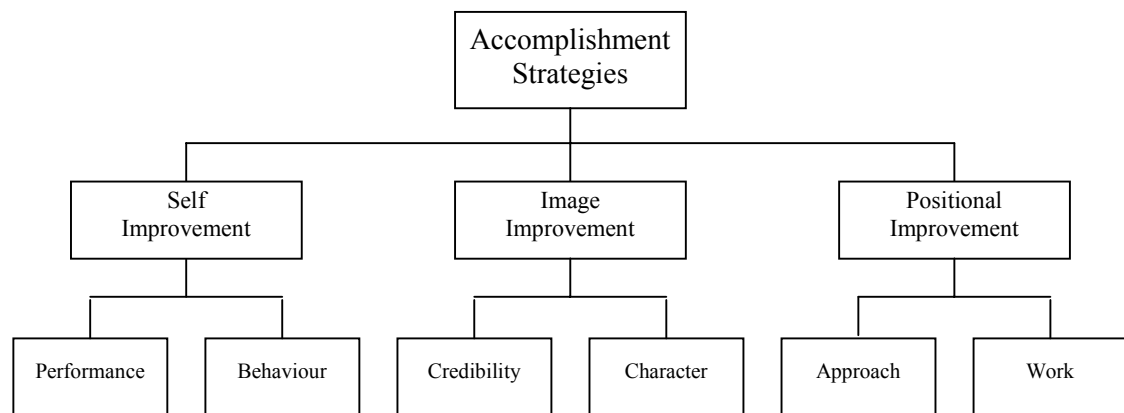 Accomplishment
Strategies
Self
Improvement
Image
Improvement
Positional
Improvement
Performance
Behaviour
Credibility
Character
Approach
Work